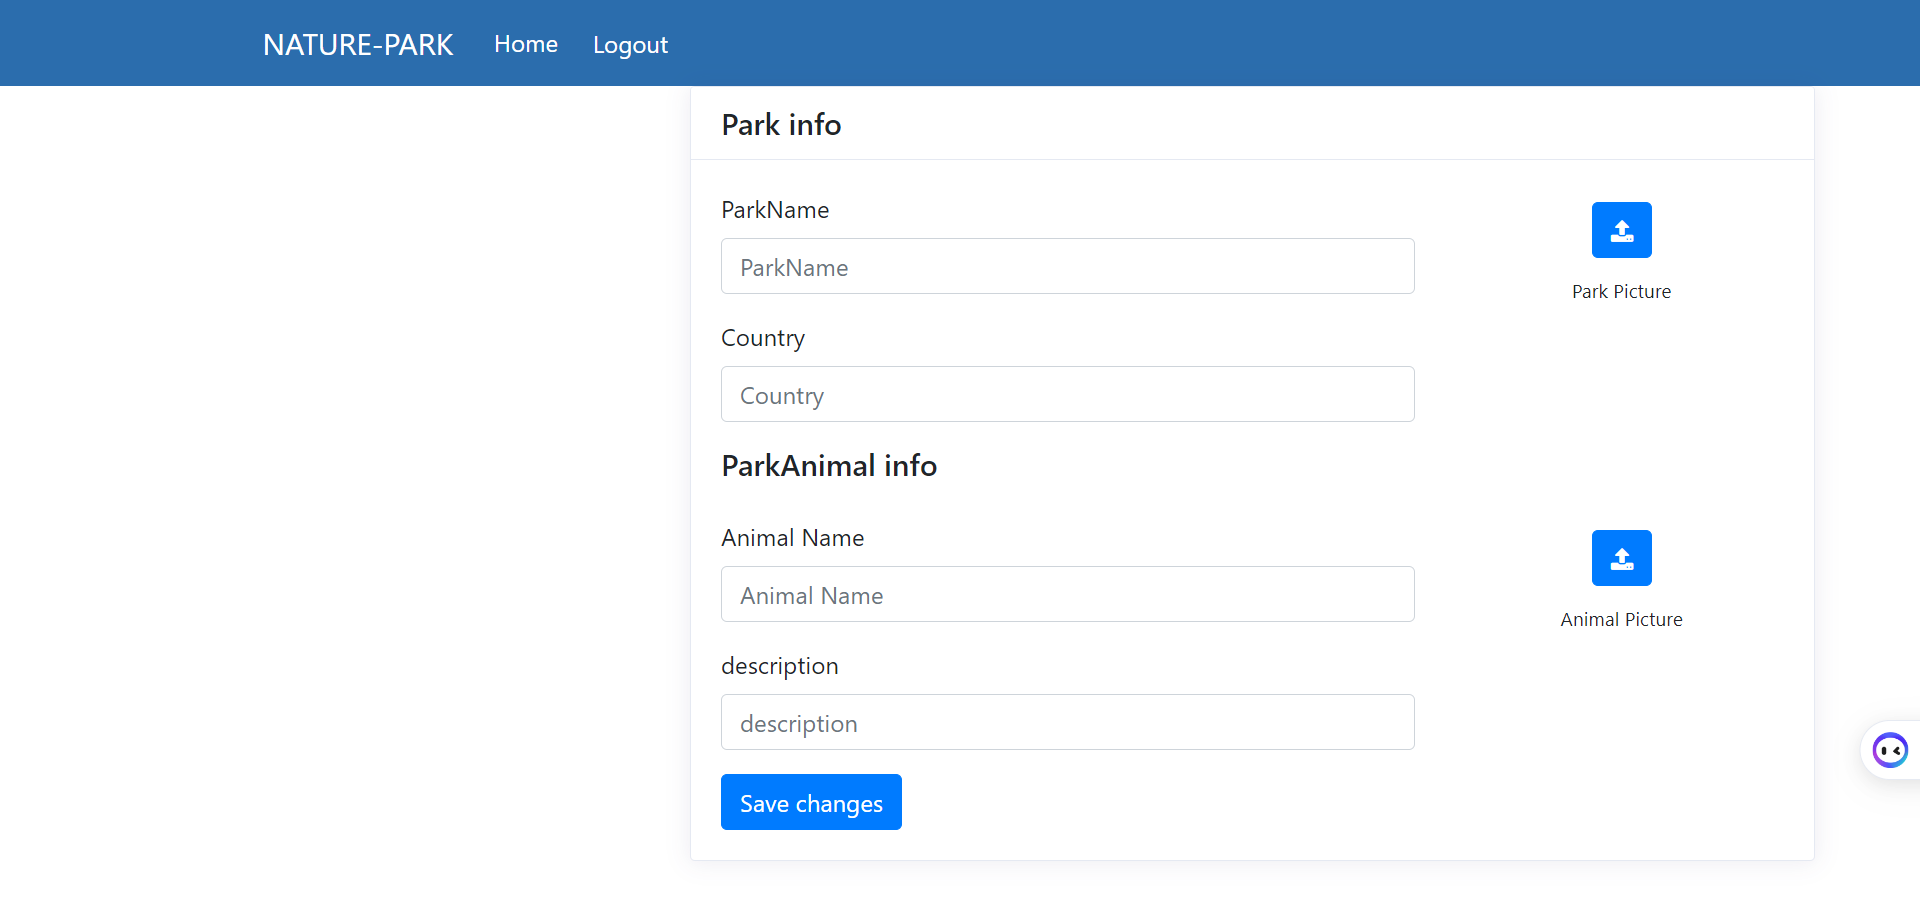 NATURE-PARK Home Logout
Park info
ParkName
ParkName
Park Picture
Country
Country
ParkAnimal info
Animal Name
Animal Name
Animal Picture
description
description
Save changes